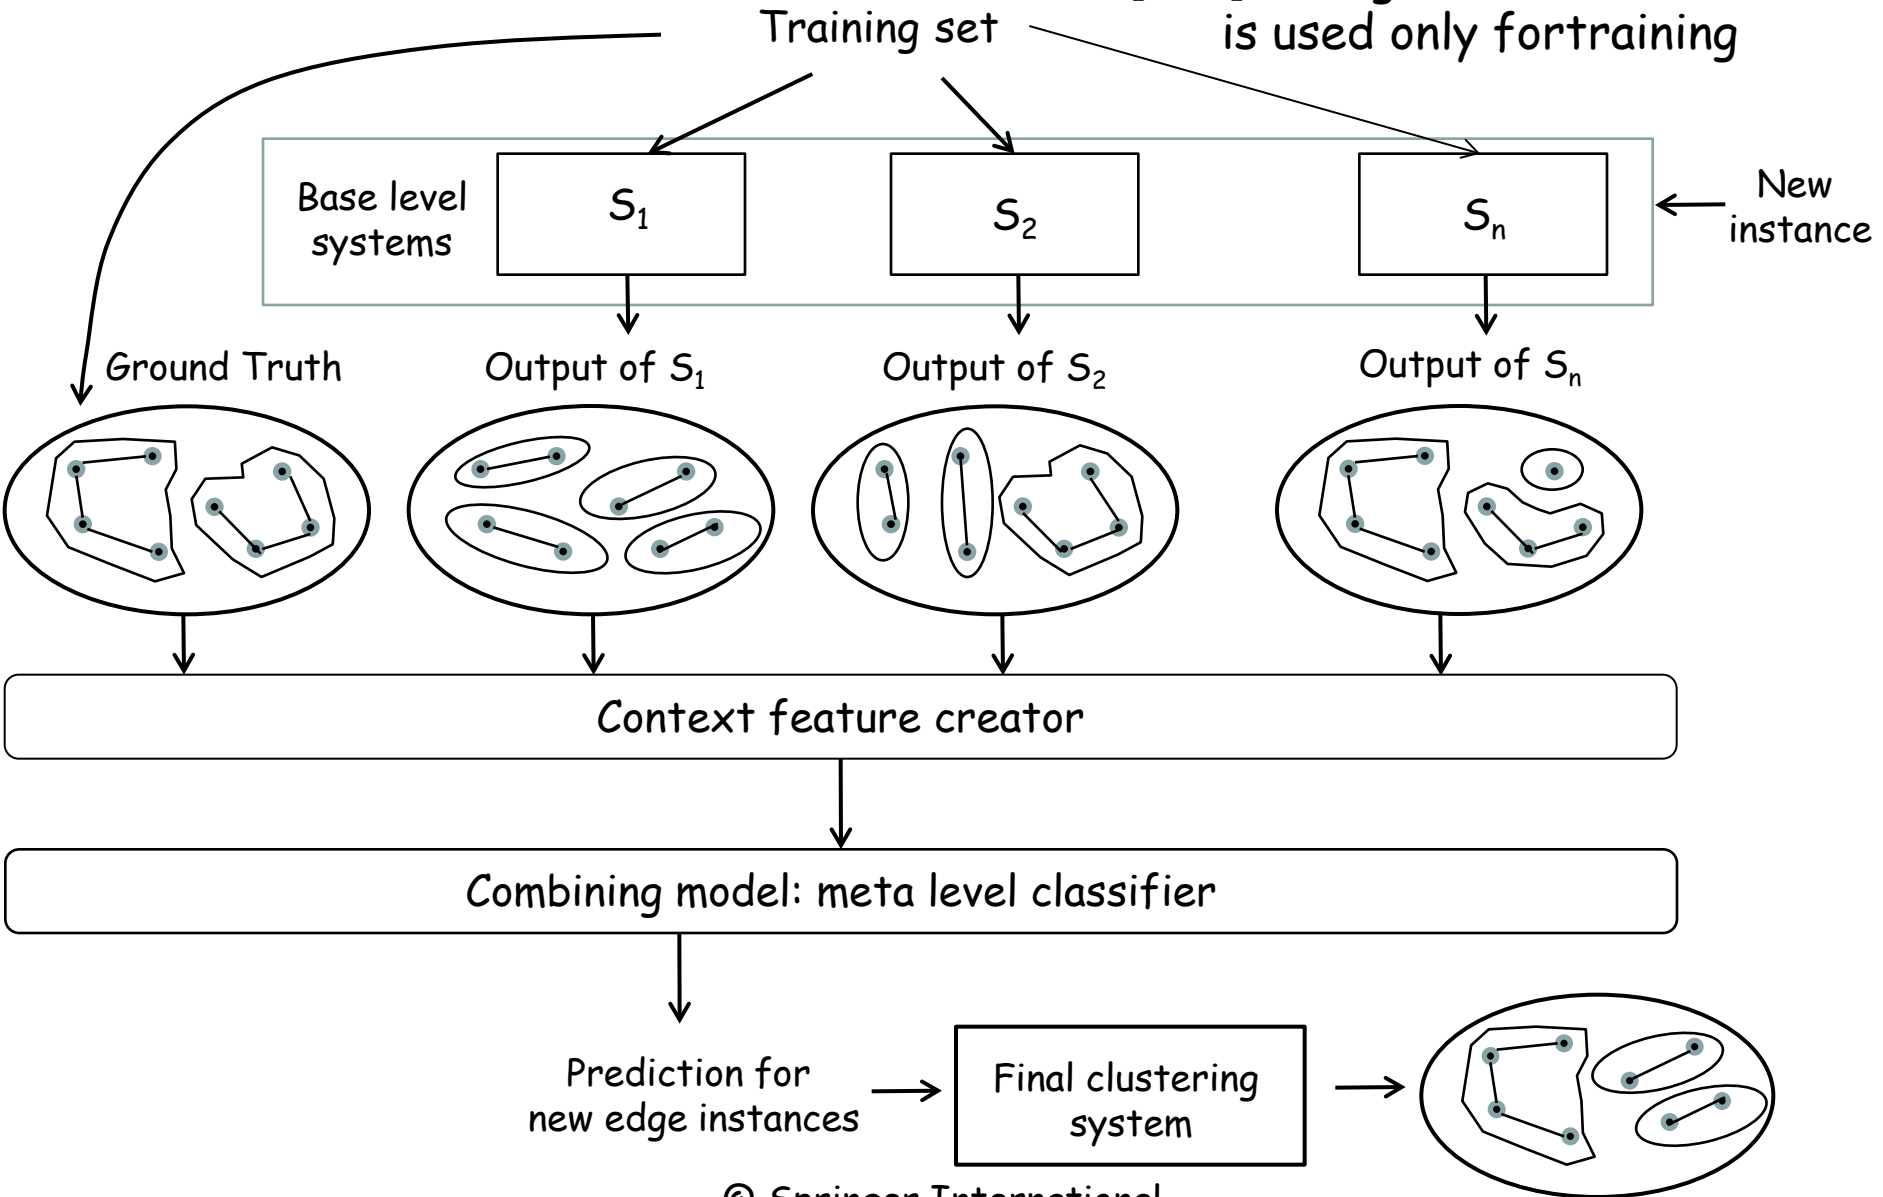 Training set
is used only fortraining
Base level
systems
S1
S2
Sn
New
instance
Ground Truth
Output of S1
Output of S2
Output of Sn
Context feature creator
Combining model: meta level classifier
Prediction for
new edge instances
Final clustering
system
© Springer International